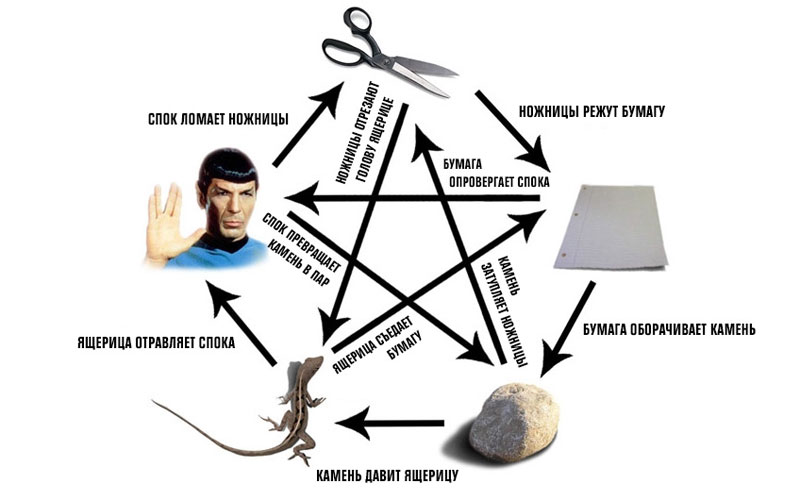 СПОК ЛОМАЕТ НОЖНИЦЫ
НОЖНИЦЫ ОТРЕЗАЮТ
ГОЛОВУ ЯЩЕРИЦЕ
НОЖНИЦЫ РЕЖУТ БУМАГУ
БУМАГА
ОПРОВЕРГАЕТ СПОКА
СПОК ПРЕВРАЩАЕТ
КАМЕНЬ В ПАР
КАМЕНЬ
ЗАТУПЛЯЕТ НОЖНИЦЫ
ЯЩЕРИЦА СЪЕДАЕТ
БУМАГУ
ЯЩЕРИЦА ОТРАВЛЯЕТ СПОКА
БУМАГА ОБОРАЧИВАЕТ КАМЕНЬ
КАМЕНЬ ДАВИТ ЯЩЕРИЦУ